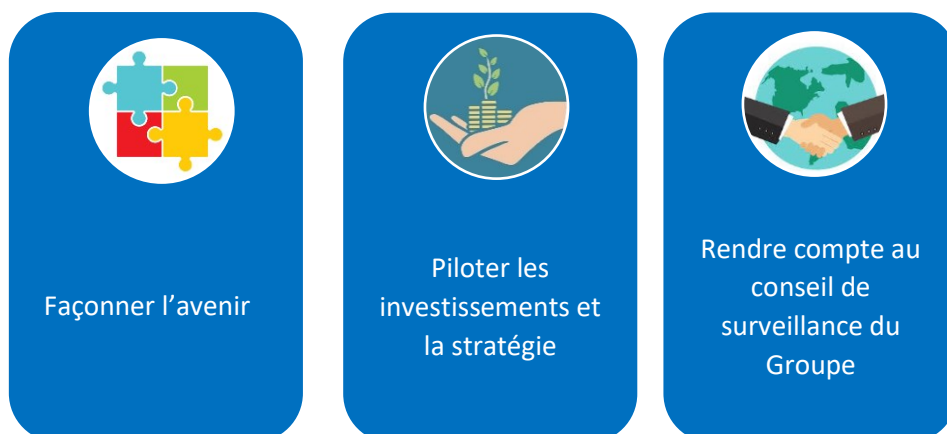 Façonner l’avenir
Piloter les
investissements et
la stratégie
Rendre compte au
conseil de
surveillance du
Groupe